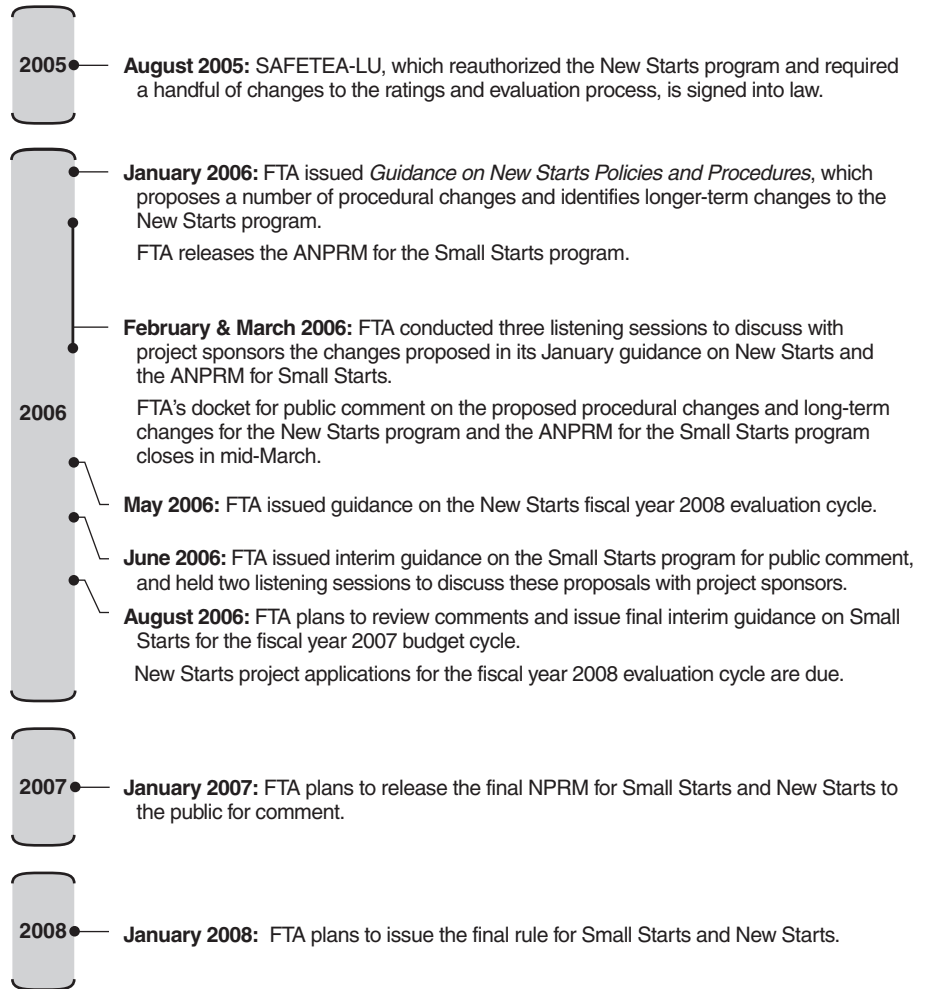 2005
August 2005: SAFETEA-LU, which reauthorized the New Starts program and required
a handful of changes to the ratings and evaluation process, is signed into law.
January 2006: FTA issued Guidance on New Starts Policies and Procedures, which
proposes a number of procedural changes and identifies longer-term changes to the
New Starts program.
FTA releases the ANPRM for the Small Starts program.
February & March 2006: FTA conducted three listening sessions to discuss with
project sponsors the changes proposed in its January guidance on New Starts and
the ANPRM for Small Starts.
2006
FTA's docket for public comment on the proposed procedural changes and long-term
changes for the New Starts program and the ANPRM for the Small Starts program
closes in mid-March.
May 2006: FTA issued guidance on the New Starts fiscal year 2008 evaluation cycle.
June 2006: FTA issued interim guidance on the Small Starts program for public comment,
and held two listening sessions to discuss these proposals with project sponsors.
August 2006: FTA plans to review comments and issue final interim guidance on Small
Starts for the fiscal year 2007 budget cycle.
New Starts project applications for the fiscal year 2008 evaluation cycle are due.
2007
January 2007: FTA plans to release the final NPRM for Small Starts and New Starts to
the public for comment.
2008
January 2008: FTA plans to issue the final rule for Small Starts and New Starts.